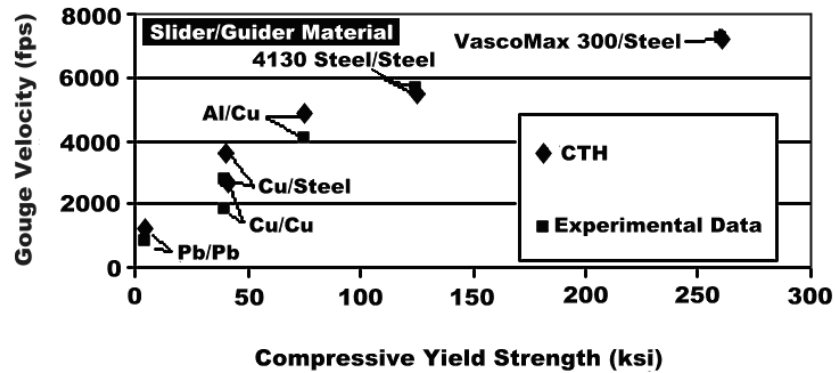 Slider/Guider Material
VascoMax 300/Steel
4130 Steel/Steel
Al/Cu
Cu/Steel
Cu/Cu
Pb/Pb
CTH
Experimental Data
Gouge Velocity (fps)
8000
6000
4000
2000
0
0 50 100 150 200 250 300
Compressive Yield Strength (ksi)